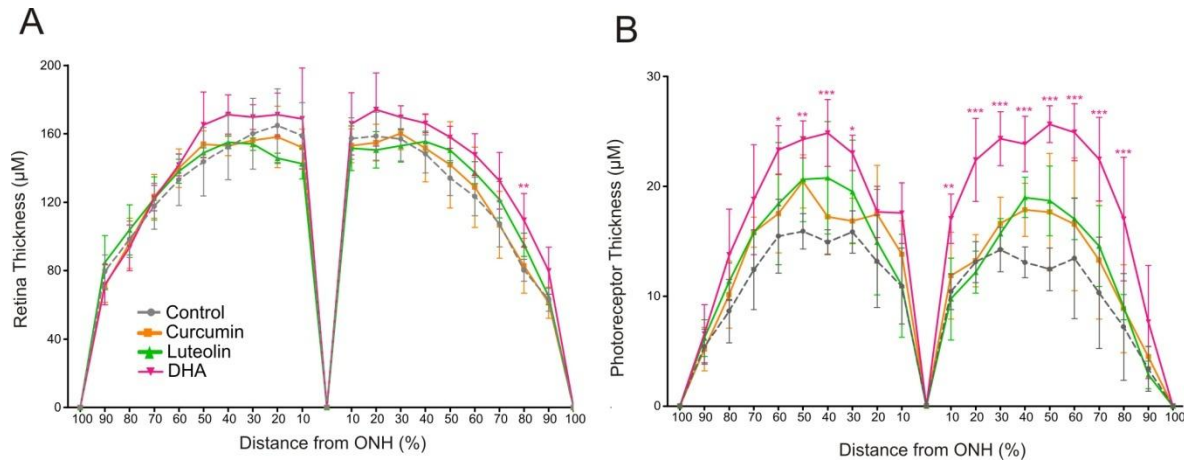 A
Retina Thickness (µM)
200
160
120
80
40
0
**
Control
Curcumin
Luteolin
DHA
100 90 80 70 60 50 40 30 20 10 10 20 30 40 50 60 70 80 90 100
Distance from ONH (%)
B
Photoreceptor Thickness (µM)
30
20
10
0
* ** *** * ** *** *** *** *** *** *** ***
100 90 80 70 60 50 40 30 20 10 10 20 30 40 50 60 70 80 90 100
Distance from ONH (%)